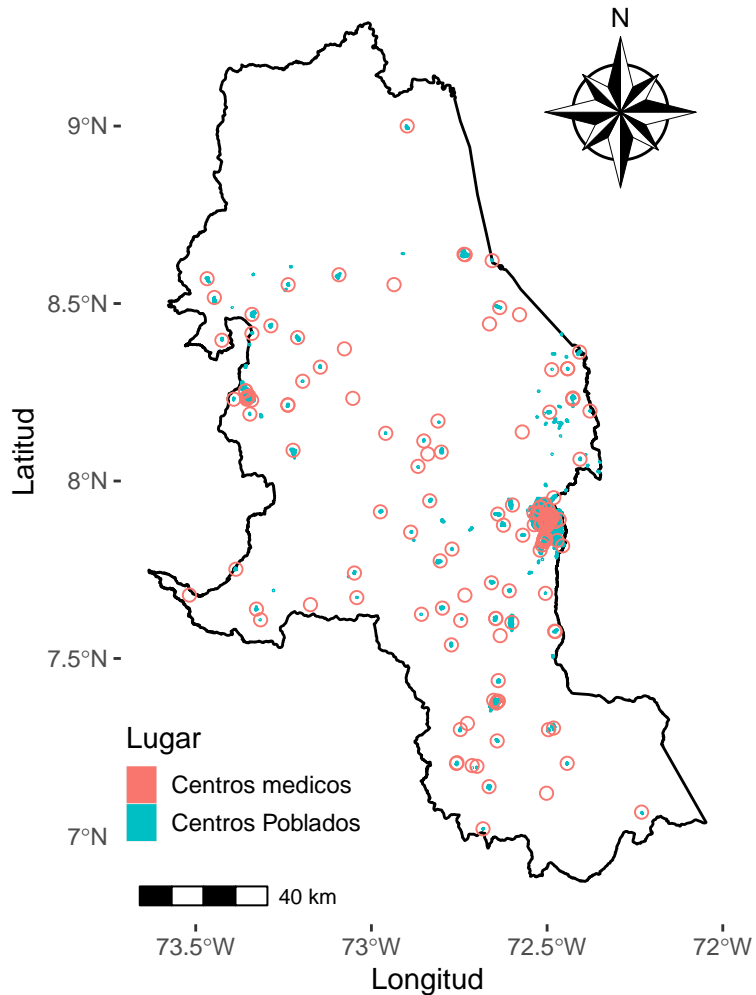 N
9°N
8.5°N
8°N
7.5°N
7°N
Latitud
Lugar
Centros medicos
Centros Poblados
40 km
73.5°W 73°W 72.5°W 72°W
Longitud